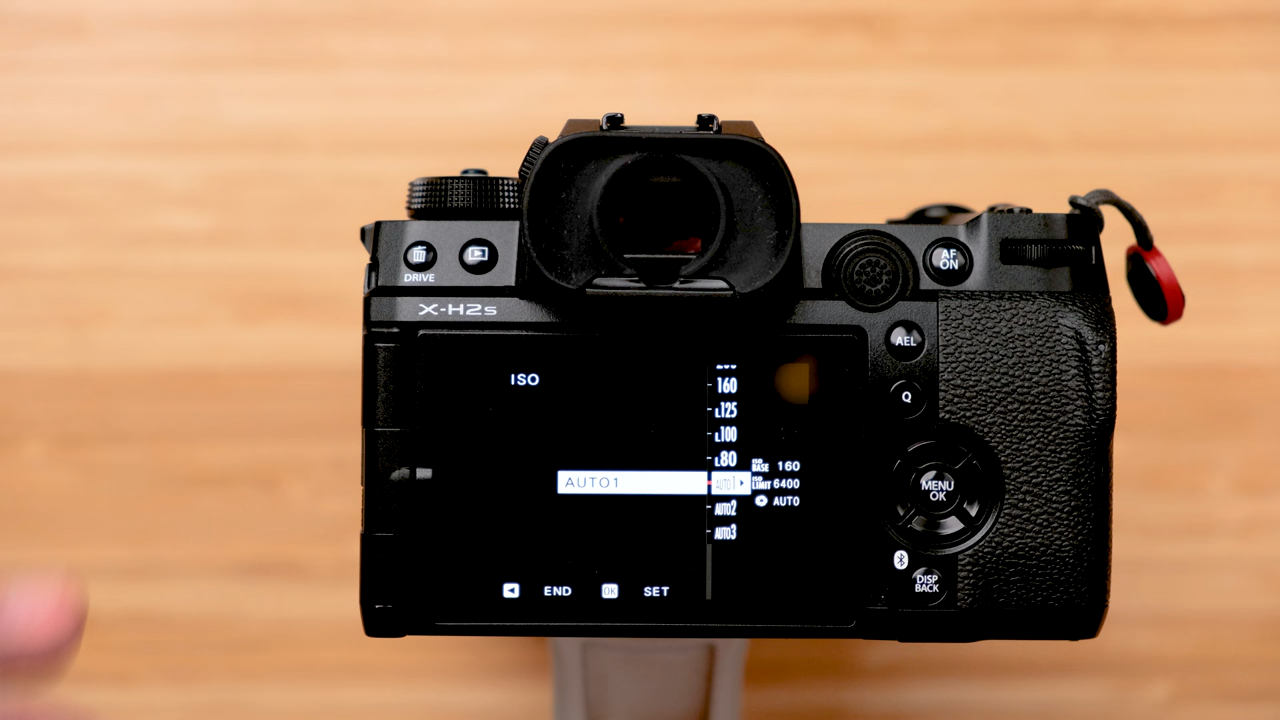 DRIVE
AF
ON
X-H2s
AEL
Q
ISO
160
L125
L100
L80
AUTO1
AUTO1
AUTO2
AUTO3
ISO BASE 160
ISO LIMIT 6400
AUTO
END OK SET
MENU
OK
DISP
BACK